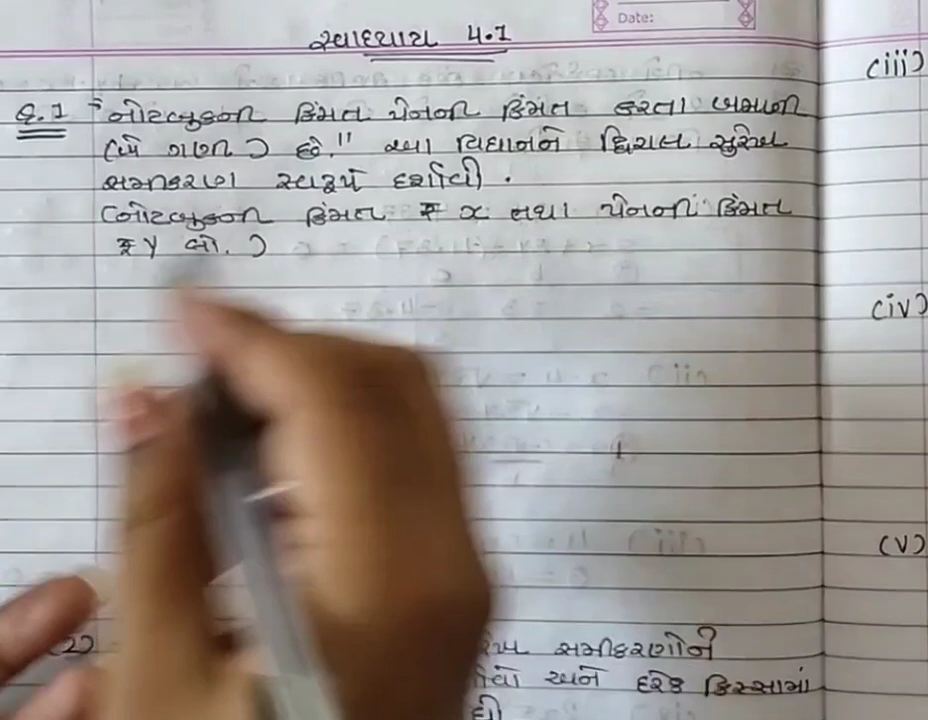 Date:
સ્વાધ્યાય 4.1
(iii)
Q.1 "નોટબુકની કિંમત પેનની કિંમત કરતા બમણી
(બે ગણી) છે." આ વિધાનને દ્વિચલ સુરેખ
સમીકરણ સ્વરૂપે દર્શાવો.
(નોટબુકની કિંમત ₹ x તથા પેનની કિંમત
₹ y લો.)
(iv)
(v)
(2) સમીકરણોને
અને દરેક કિસ્સામાં